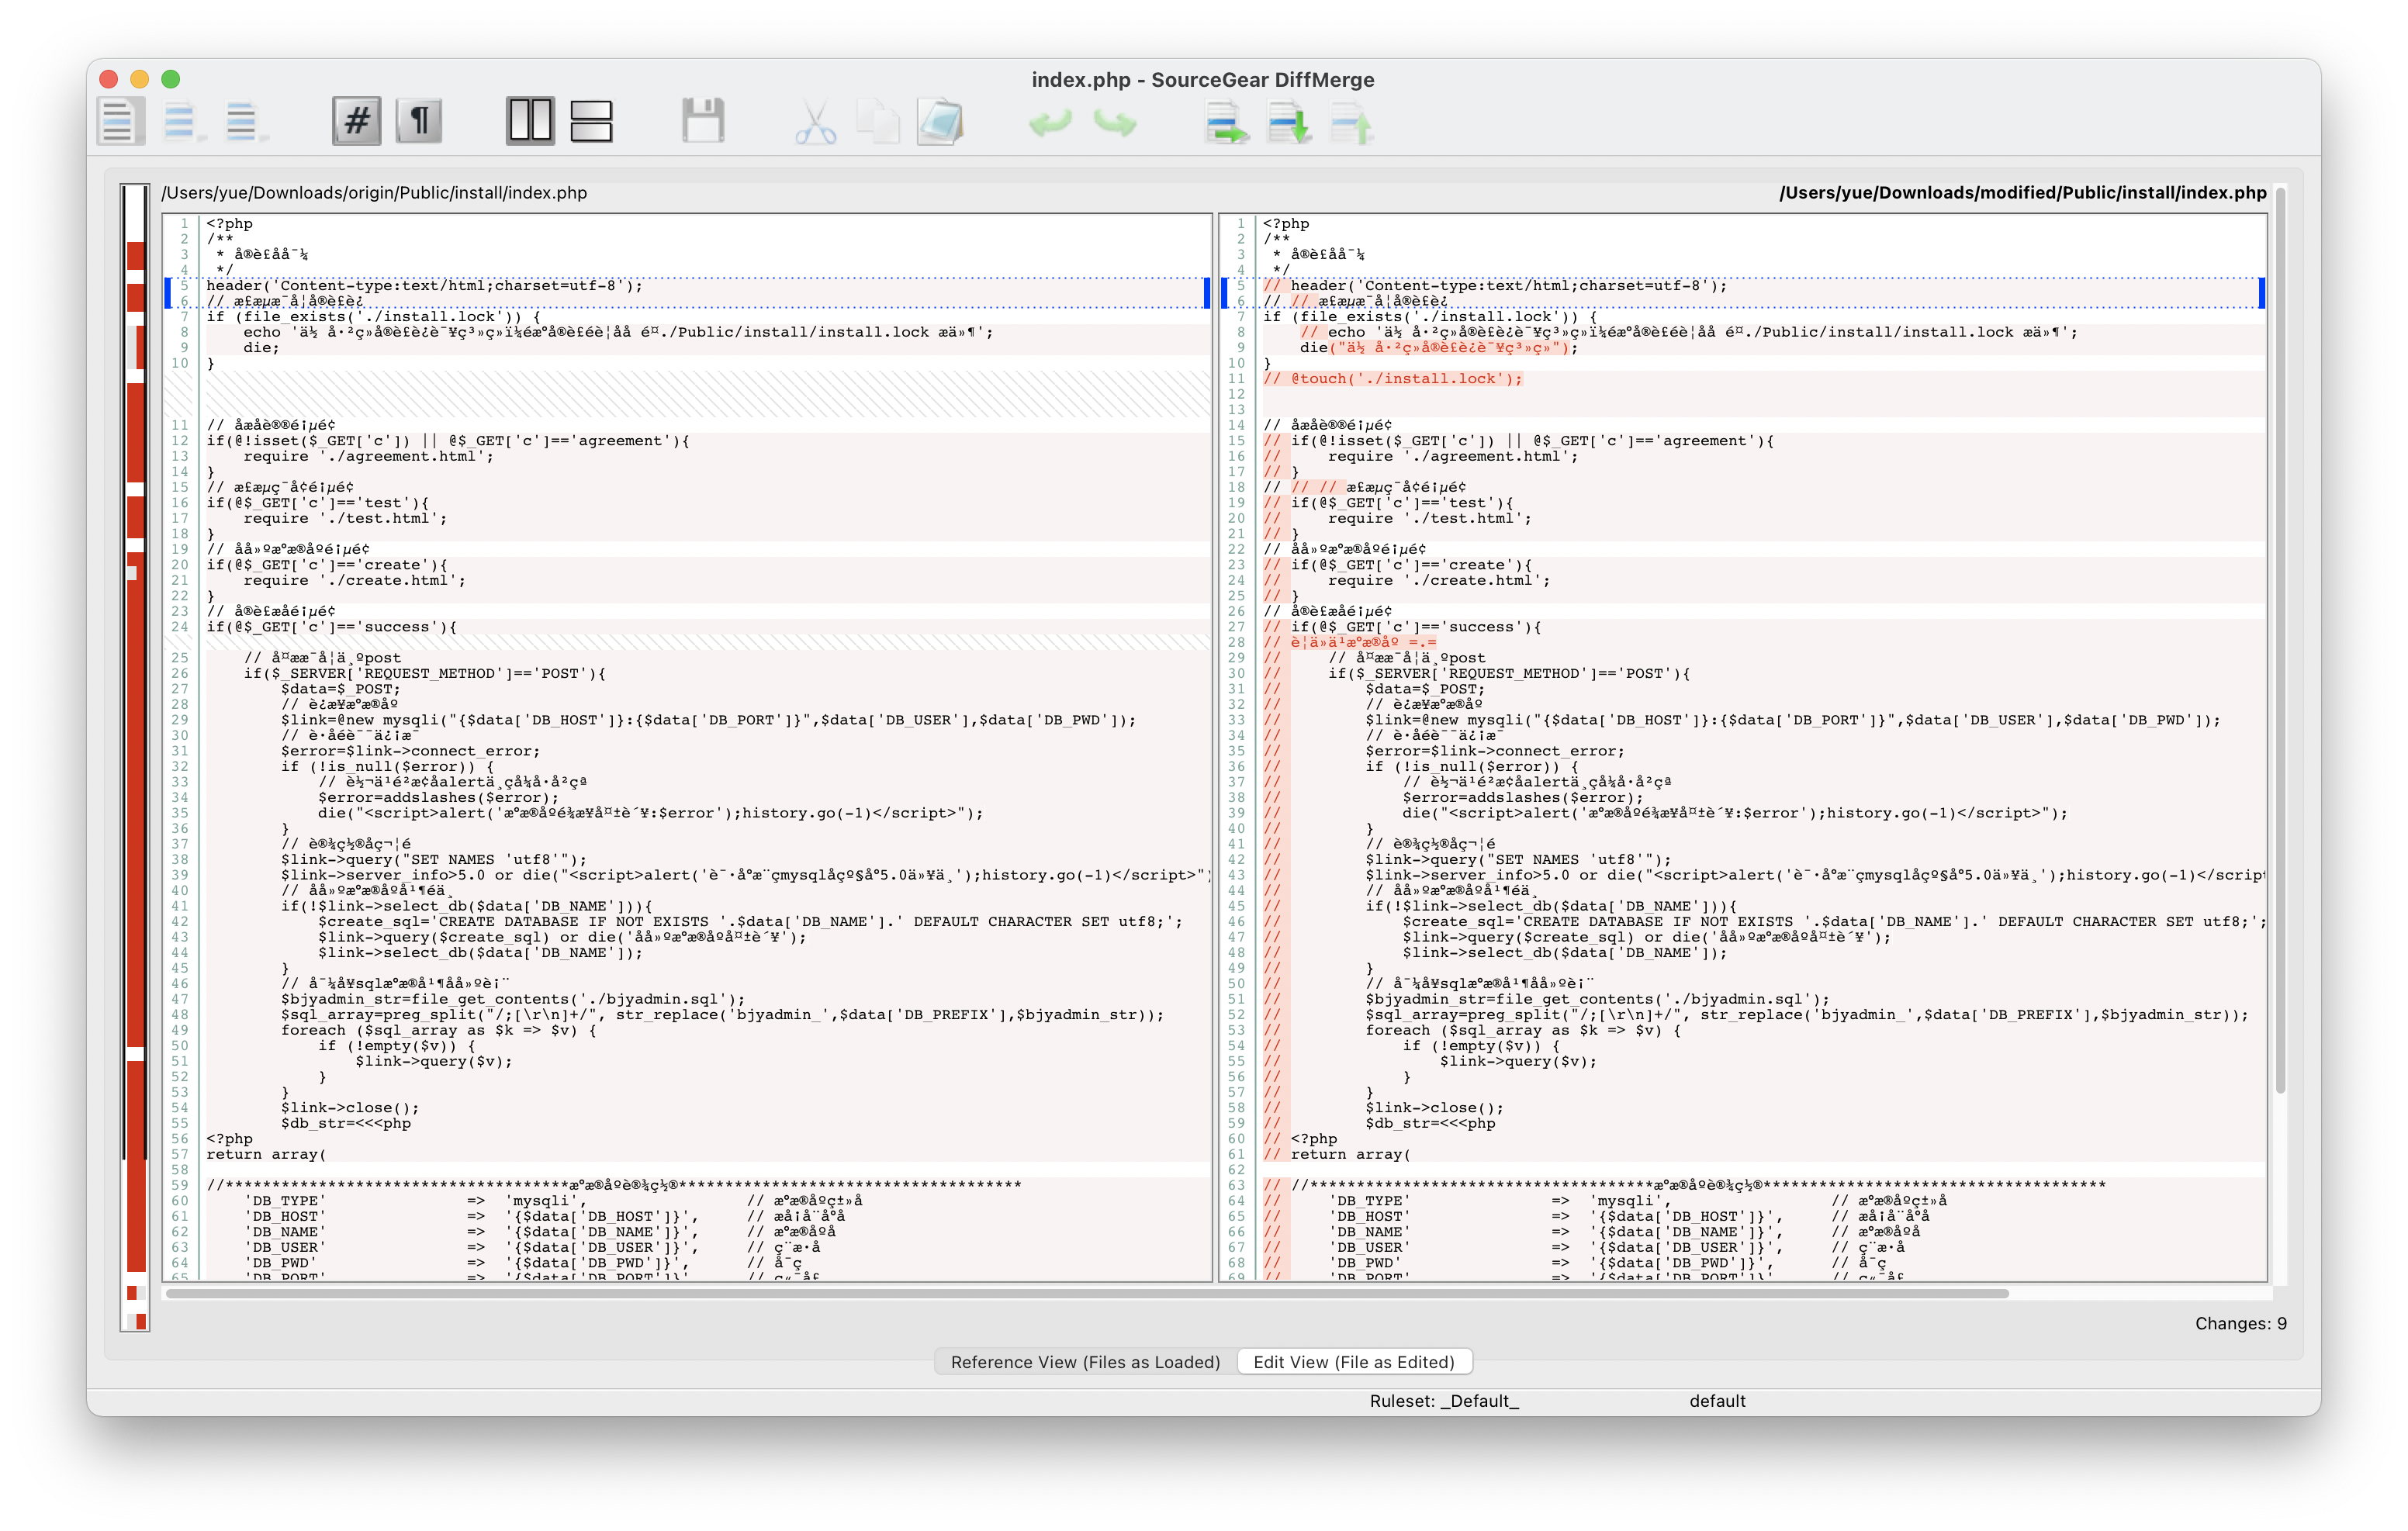 index.php - SourceGear DiffMerge
/Users/yue/Downloads/origin/Public/install/index.php
1 <?php
2 /**
3  * å®è£åå¯¼
4  */
5 header('Content-type:text/html;charset=utf-8');
6 // æ£æµæ¯å¦å®è£è¿
7 if (file_exists('./install.lock')) {
8     echo 'ä½ å·²ç»å®è£è¿è¯¥ç³»ç»ï¼éæ°å®è£éè¦åå é¤./Public/install/install.lock æä»¶';
9     die;
10 }
11 // åæåè®®é¡µé¢
12 if(@!isset($_GET['c']) || @$_GET['c']=='agreement'){
13     require './agreement.html';
14 }
15 // æ£æµç¯å¢é¡µé¢
16 if(@$_GET['c']=='test'){
17     require './test.html';
18 }
19 // åå»ºæ°æ®åºé¡µé¢
20 if(@$_GET['c']=='create'){
21     require './create.html';
22 }
23 // å®è£æåé¡µé¢
24 if(@$_GET['c']=='success'){
25     // å¤ææ¯å¦ä¸ºpost
26     if($_SERVER['REQUEST_METHOD']=='POST'){
27         $data=$_POST;
28         // è¿æ¥æ°æ®åº
29         $link=@new mysqli("{$data['DB_HOST']}:{$data['DB_PORT']}",$data['DB_USER'],$data['DB_PWD']);
30         // è·åéè¯¯ä¿¡æ¯
31         $error=$link->connect_error;
32         if (!is_null($error)) {
33             // è½¬ä¹é²æ¢åalertä¸­çå¼å·å²çª
34             $error=addslashes($error);
35             die("<script>alert('æ°æ®åºé¾æ¥å¤±è´¥:$error');history.go(-1)</script>");
36         }
37         // è®¾ç½®å­ç¬¦é
38         $link->query("SET NAMES 'utf8'");
39         $link->server_info>5.0 or die("<script>alert('è¯·å°æ¨çmysqlåçº§å°5.0ä»¥ä¸');history.go(-1)</script>")
40         // åå»ºæ°æ®åºå¹¶éä¸­
41         if(!$link->select_db($data['DB_NAME'])){
42             $create_sql='CREATE DATABASE IF NOT EXISTS '.$data['DB_NAME'].' DEFAULT CHARACTER SET utf8;';
43             $link->query($create_sql) or die('åå»ºæ°æ®åºå¤±è´¥');
44             $link->select_db($data['DB_NAME']);
45         }
46         // å¯¼å¥sqlæ°æ®å¹¶åå»ºè¡¨
47         $bjyadmin_str=file_get_contents('./bjyadmin.sql');
48         $sql_array=preg_split("/;[\r\n]+/", str_replace('bjyadmin_',$data['DB_PREFIX'],$bjyadmin_str));
49         foreach ($sql_array as $k => $v) {
50             if (!empty($v)) {
51                 $link->query($v);
52             }
53         }
54         $link->close();
55         $db_str=<<<php
56 <?php
57 return array(
58
59 //*************************************æ°æ®åºè®¾ç½®*************************************
60     'DB_TYPE'               =>  'mysqli',                 // æ°æ®åºç±»å
61     'DB_HOST'               =>  '{$data['DB_HOST']}',     // æå¡å¨å°å
62     'DB_NAME'               =>  '{$data['DB_NAME']}',     // æ°æ®åºå
63     'DB_USER'               =>  '{$data['DB_USER']}',     // ç¨æ·å
64     'DB_PWD'                =>  '{$data['DB_PWD']}',      // å¯ç
65     'DB_PORT'               =>  '{$data['DB_PORT']}'      // ç«¯å£
/Users/yue/Downloads/modified/Public/install/index.php
1 <?php
2 /**
3  * å®è£åå¯¼
4  */
5 // header('Content-type:text/html;charset=utf-8');
6 // // æ£æµæ¯å¦å®è£è¿
7 if (file_exists('./install.lock')) {
8     // echo 'ä½ å·²ç»å®è£è¿è¯¥ç³»ç»ï¼éæ°å®è£éè¦åå é¤./Public/install/install.lock æä»¶';
9     die("ä½ å·²ç»å®è£è¿è¯¥ç³»ç»");
10 }
11 // @touch('./install.lock');
12
13
14 // åæåè®®é¡µé¢
15 // if(@!isset($_GET['c']) || @$_GET['c']=='agreement'){
16 //     require './agreement.html';
17 // }
18 // // // æ£æµç¯å¢é¡µé¢
19 // if(@$_GET['c']=='test'){
20 //     require './test.html';
21 // }
22 // åå»ºæ°æ®åºé¡µé¢
23 // if(@$_GET['c']=='create'){
24 //     require './create.html';
25 // }
26 // å®è£æåé¡µé¢
27 // if(@$_GET['c']=='success'){
28 // è¦ä»ä¹æ°æ®åº =.=
29 //     // å¤ææ¯å¦ä¸ºpost
30 //     if($_SERVER['REQUEST_METHOD']=='POST'){
31 //         $data=$_POST;
32 //         // è¿æ¥æ°æ®åº
33 //         $link=@new mysqli("{$data['DB_HOST']}:{$data['DB_PORT']}",$data['DB_USER'],$data['DB_PWD']);
34 //         // è·åéè¯¯ä¿¡æ¯
35 //         $error=$link->connect_error;
36 //         if (!is_null($error)) {
37 //             // è½¬ä¹é²æ¢åalertä¸­çå¼å·å²çª
38 //             $error=addslashes($error);
39 //             die("<script>alert('æ°æ®åºé¾æ¥å¤±è´¥:$error');history.go(-1)</script>");
40 //         }
41 //         // è®¾ç½®å­ç¬¦é
42 //         $link->query("SET NAMES 'utf8'");
43 //         $link->server_info>5.0 or die("<script>alert('è¯·å°æ¨çmysqlåçº§å°5.0ä»¥ä¸');history.go(-1)</script
44 //         // åå»ºæ°æ®åºå¹¶éä¸­
45 //         if(!$link->select_db($data['DB_NAME'])){
46 //             $create_sql='CREATE DATABASE IF NOT EXISTS '.$data['DB_NAME'].' DEFAULT CHARACTER SET utf8;';
47 //             $link->query($create_sql) or die('åå»ºæ°æ®åºå¤±è´¥');
48 //             $link->select_db($data['DB_NAME']);
49 //         }
50 //         // å¯¼å¥sqlæ°æ®å¹¶åå»ºè¡¨
51 //         $bjyadmin_str=file_get_contents('./bjyadmin.sql');
52 //         $sql_array=preg_split("/;[\r\n]+/", str_replace('bjyadmin_',$data['DB_PREFIX'],$bjyadmin_str));
53 //         foreach ($sql_array as $k => $v) {
54 //             if (!empty($v)) {
55 //                 $link->query($v);
56 //             }
57 //         }
58 //         $link->close();
59 //         $db_str=<<<php
60 // <?php
61 // return array(
62
63 // //*************************************æ°æ®åºè®¾ç½®*************************************
64 //     'DB_TYPE'               =>  'mysqli',                 // æ°æ®åºç±»å
65 //     'DB_HOST'               =>  '{$data['DB_HOST']}',     // æå¡å¨å°å
66 //     'DB_NAME'               =>  '{$data['DB_NAME']}',     // æ°æ®åºå
67 //     'DB_USER'               =>  '{$data['DB_USER']}',     // ç¨æ·å
68 //     'DB_PWD'                =>  '{$data['DB_PWD']}',      // å¯ç
69 //     'DB_PORT'               =>  '{$data['DB_PORT']}'      // ç«¯å£
Changes: 9
Reference View (Files as Loaded)
Edit View (File as Edited)
Ruleset: _Default_
default